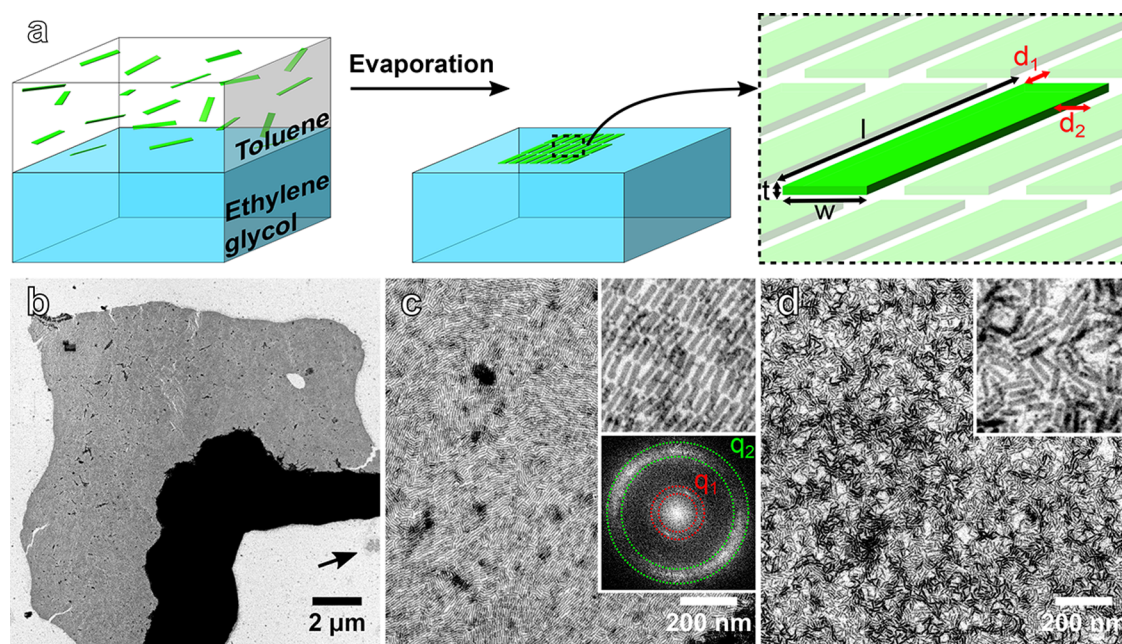 a
Evaporation
Toluene
Ethylene
glycol
d1
d2
l
t
w
b
2 µm
c
q2
q1
200 nm
d
200 nm